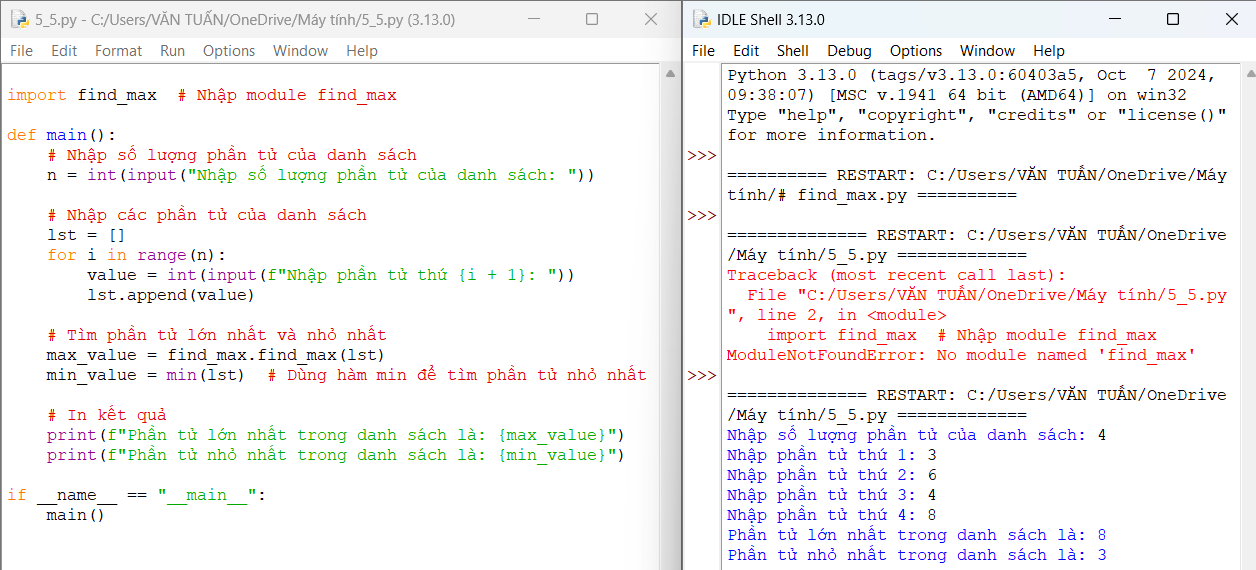 5_5.py - C:/Users/VĂN TUẤN/OneDrive/Máy tính/5_5.py (3.13.0)
File Edit Format Run Options Window Help
import find_max  # Nhập module find_max
def main():
    # Nhập số lượng phần tử của danh sách
    n = int(input("Nhập số lượng phần tử của danh sách: "))
    # Nhập các phần tử của danh sách
    lst = []
    for i in range(n):
        value = int(input(f"Nhập phần tử thứ {i + 1}: "))
        lst.append(value)
    # Tìm phần tử lớn nhất và nhỏ nhất
    max_value = find_max.find_max(lst)
    min_value = min(lst)  # Dùng hàm min để tìm phần tử nhỏ nhất
    # In kết quả
    print(f"Phần tử lớn nhất trong danh sách là: {max_value}")
    print(f"Phần tử nhỏ nhất trong danh sách là: {min_value}")
if __name__ == "__main__":
    main()
IDLE Shell 3.13.0
File Edit Shell Debug Options Window Help
Python 3.13.0 (tags/v3.13.0:60403a5, Oct  7 2024,
09:38:07) [MSC v.1941 64 bit (AMD64)] on win32
Type "help", "copyright", "credits" or "license()"
for more information.
>>>
========== RESTART: C:/Users/VĂN TUẤN/OneDrive/Máy
tính/# find_max.py ==========
>>>
============== RESTART: C:/Users/VĂN TUẤN/OneDrive
/Máy tính/5_5.py =============
Traceback (most recent call last):
  File "C:/Users/VĂN TUẤN/OneDrive/Máy tính/5_5.py
", line 2, in <module>
    import find_max  # Nhập module find_max
ModuleNotFoundError: No module named 'find_max'
>>>
============== RESTART: C:/Users/VĂN TUẤN/OneDrive
/Máy tính/5_5.py =============
Nhập số lượng phần tử của danh sách: 4
Nhập phần tử thứ 1: 3
Nhập phần tử thứ 2: 6
Nhập phần tử thứ 3: 4
Nhập phần tử thứ 4: 8
Phần tử lớn nhất trong danh sách là: 8
Phần tử nhỏ nhất trong danh sách là: 3